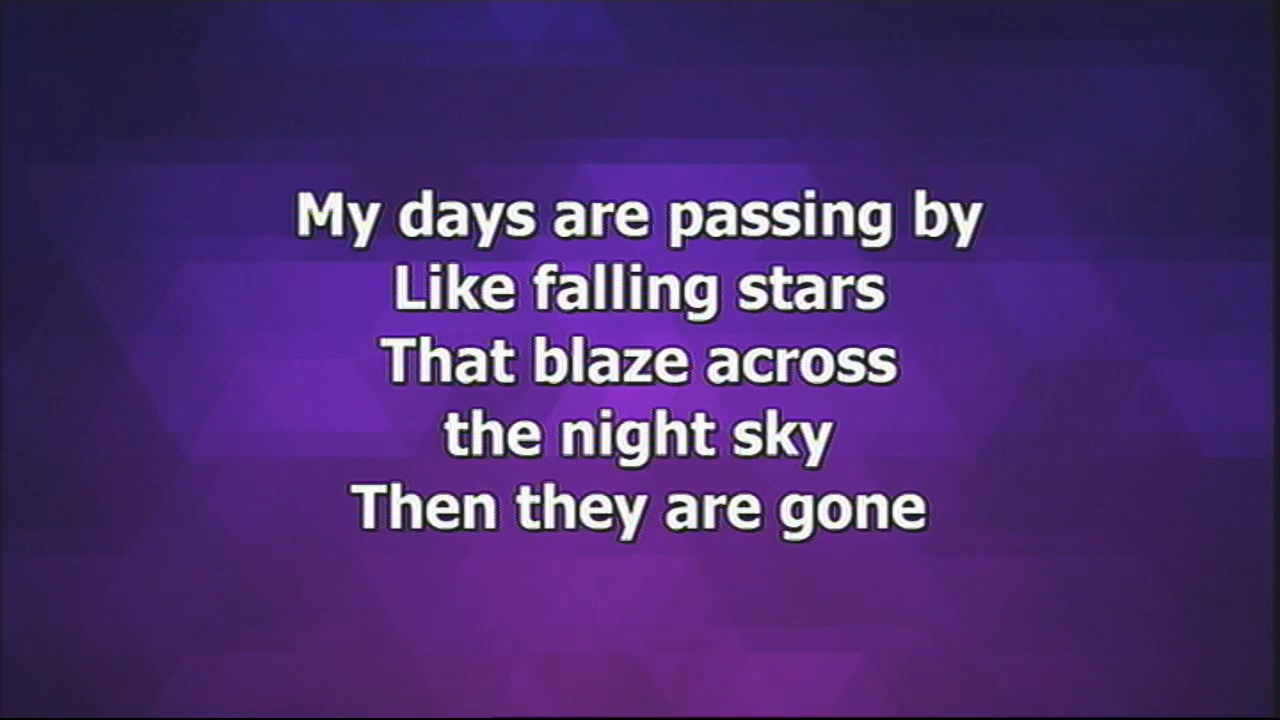 My days are passing by
Like falling stars
That blaze across
the night sky
Then they are gone